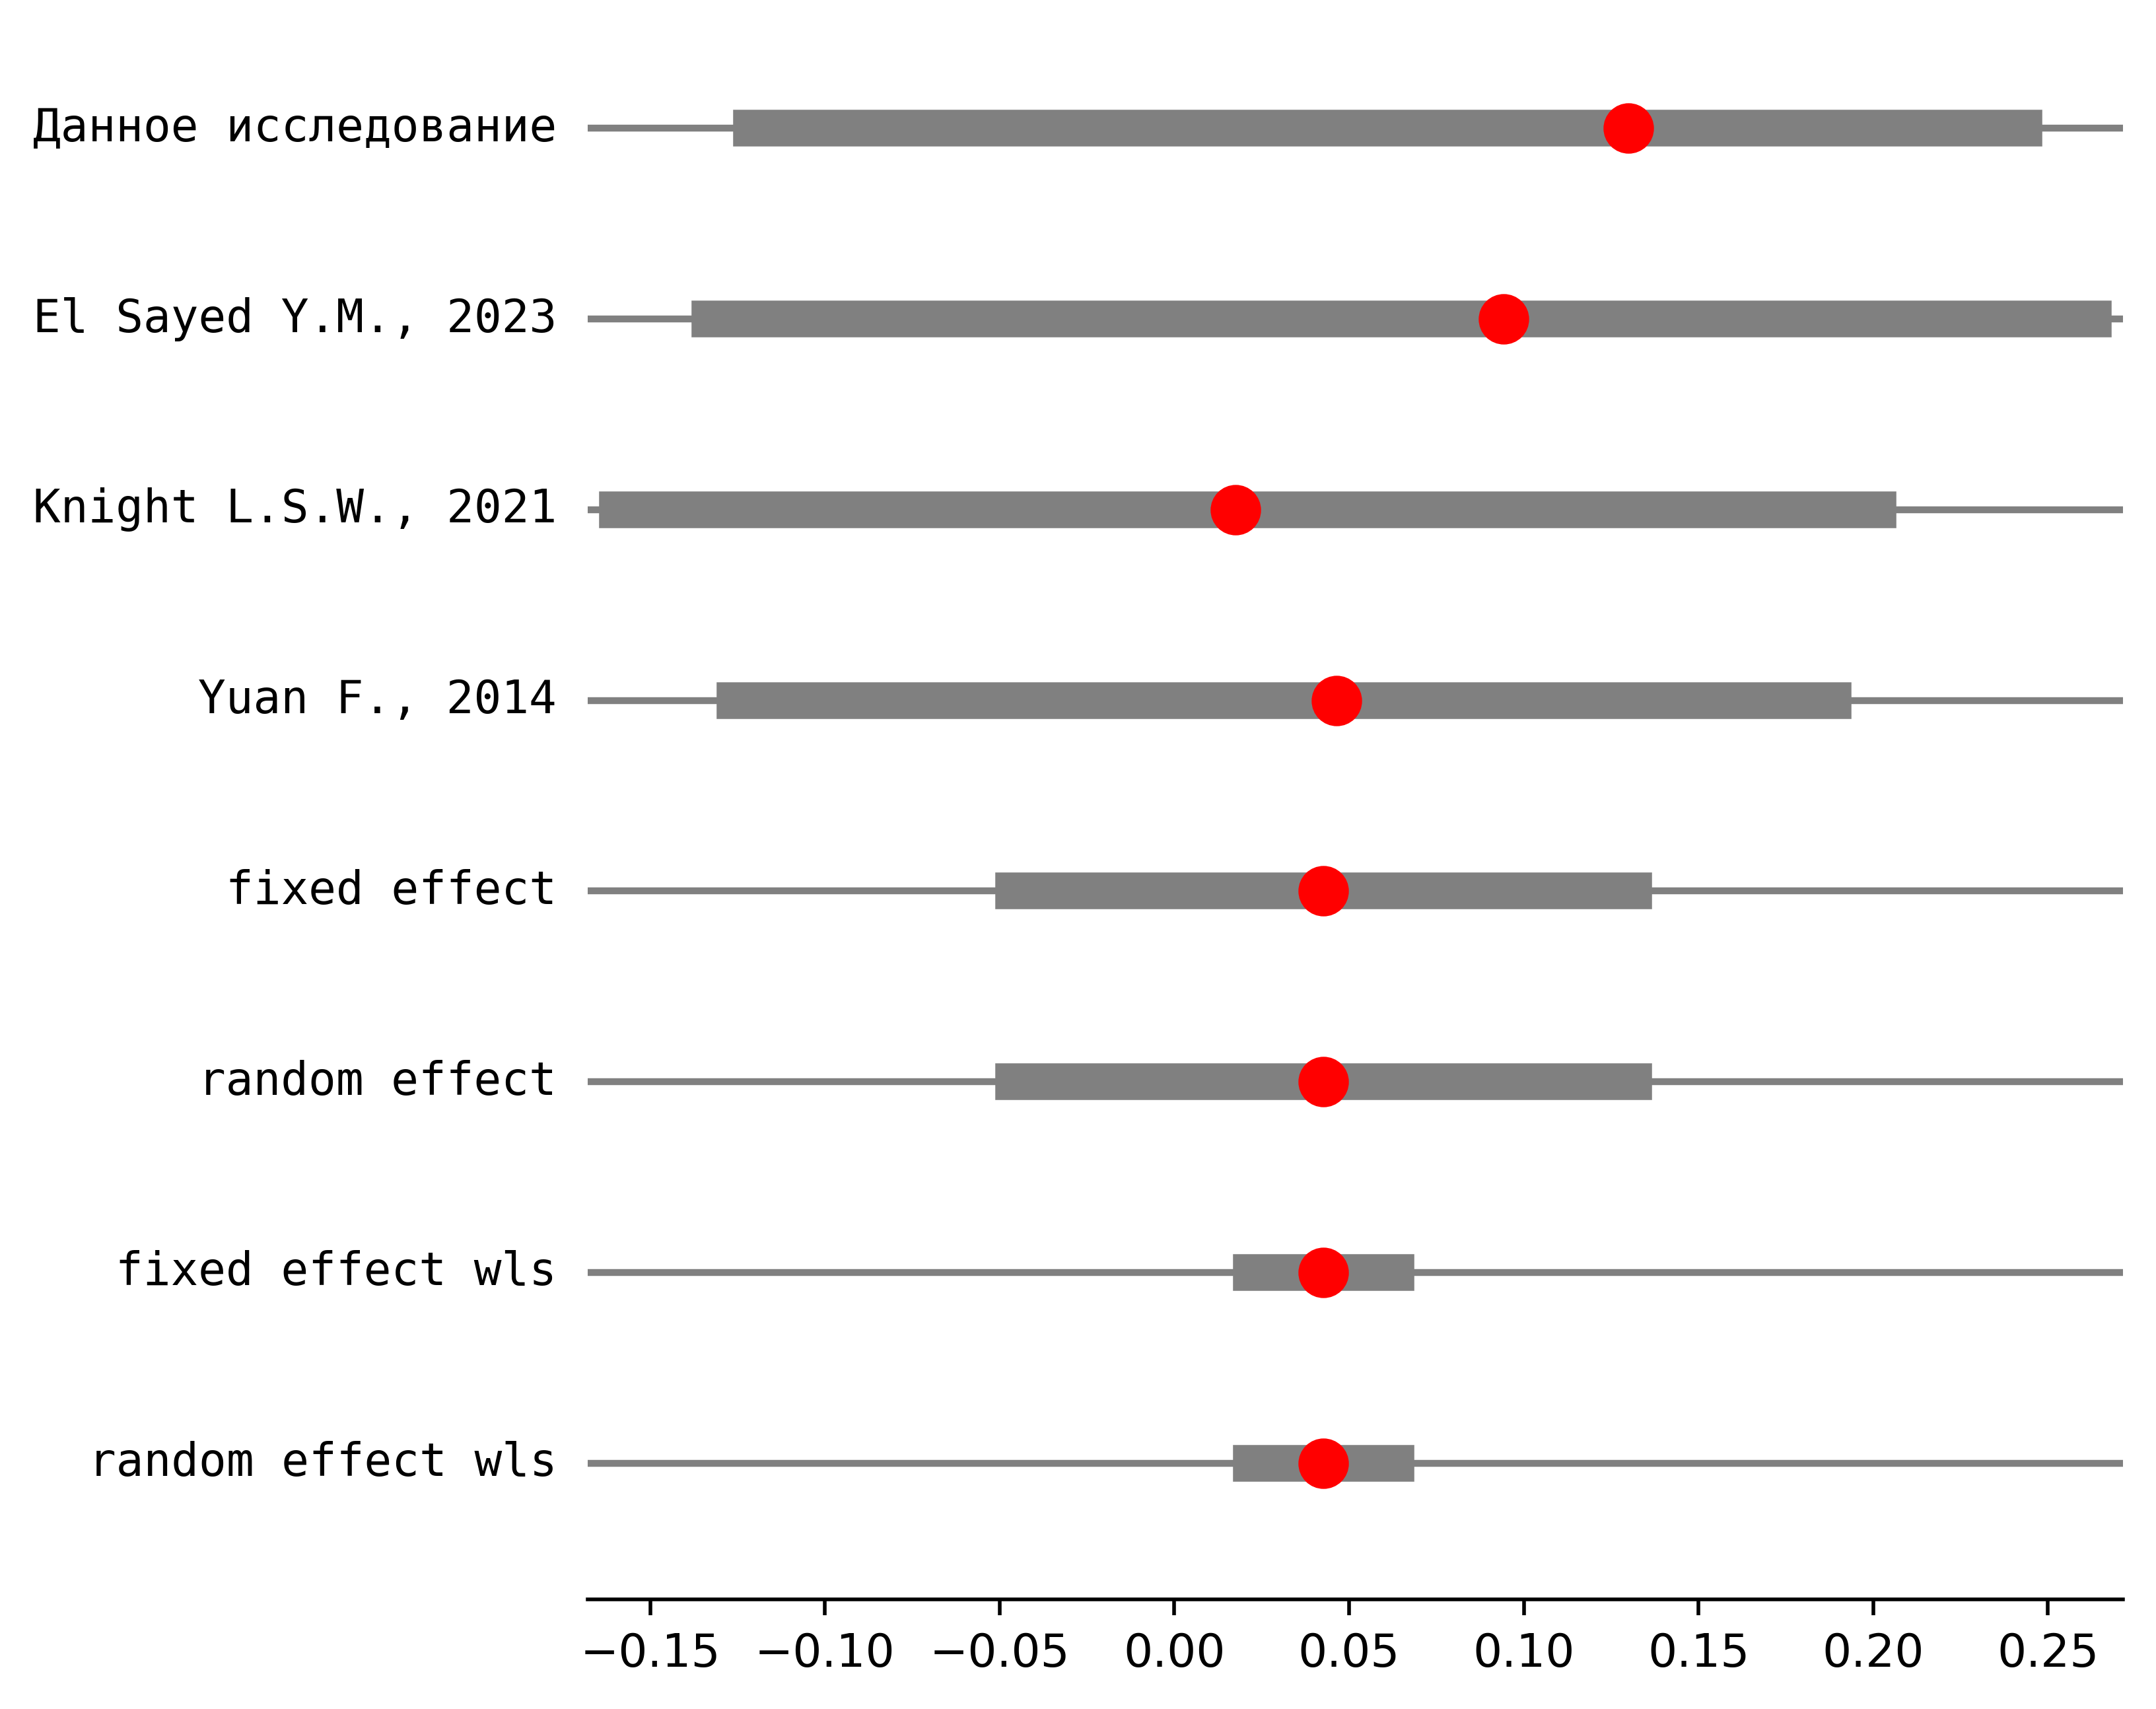 Данное исследование
El Sayed Y.M., 2023
Knight L.S.W., 2021
Yuan F., 2014
fixed effect
random effect
fixed effect wls
random effect wls
−0.15 −0.10 −0.05 0.00 0.05 0.10 0.15 0.20 0.25